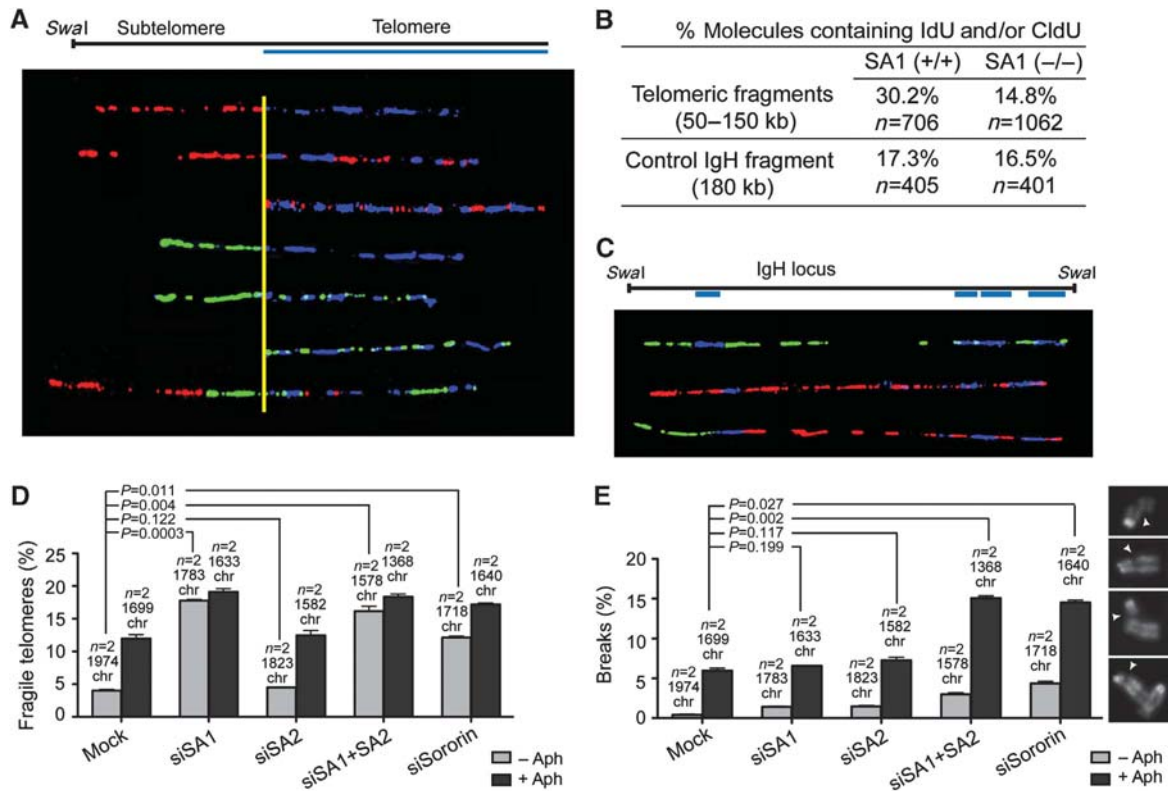 A
SwaI
Subtelomere
Telomere
B
% Molecules containing IdU and/or CldU
SA1 (+/+) SA1 (–/–)
Telomeric fragments 30.2% 14.8%
(50–150 kb) n=706 n=1062
Control IgH fragment 17.3% 16.5%
(180 kb) n=405 n=401
C
SwaI
IgH locus
SwaI
D
P=0.011
P=0.004
P=0.122
P=0.0003
Fragile telomeres (%)
25
20
15
10
5
0
n=2
1974
chr
n=2
1699
chr
n=2
1783
chr
n=2
1633
chr
n=2
1823
chr
n=2
1582
chr
n=2
1578
chr
n=2
1368
chr
n=2
1718
chr
n=2
1640
chr
Mock
siSA1
siSA2
siSA1+SA2
siSororin
– Aph
+ Aph
E
P=0.027
P=0.002
P=0.117
P=0.199
Breaks (%)
20
15
10
5
0
n=2
1974
chr
n=2
1699
chr
n=2
1783
chr
n=2
1633
chr
n=2
1823
chr
n=2
1582
chr
n=2
1578
chr
n=2
1368
chr
n=2
1718
chr
n=2
1640
chr
Mock
siSA1
siSA2
siSA1+SA2
siSororin
– Aph
+ Aph